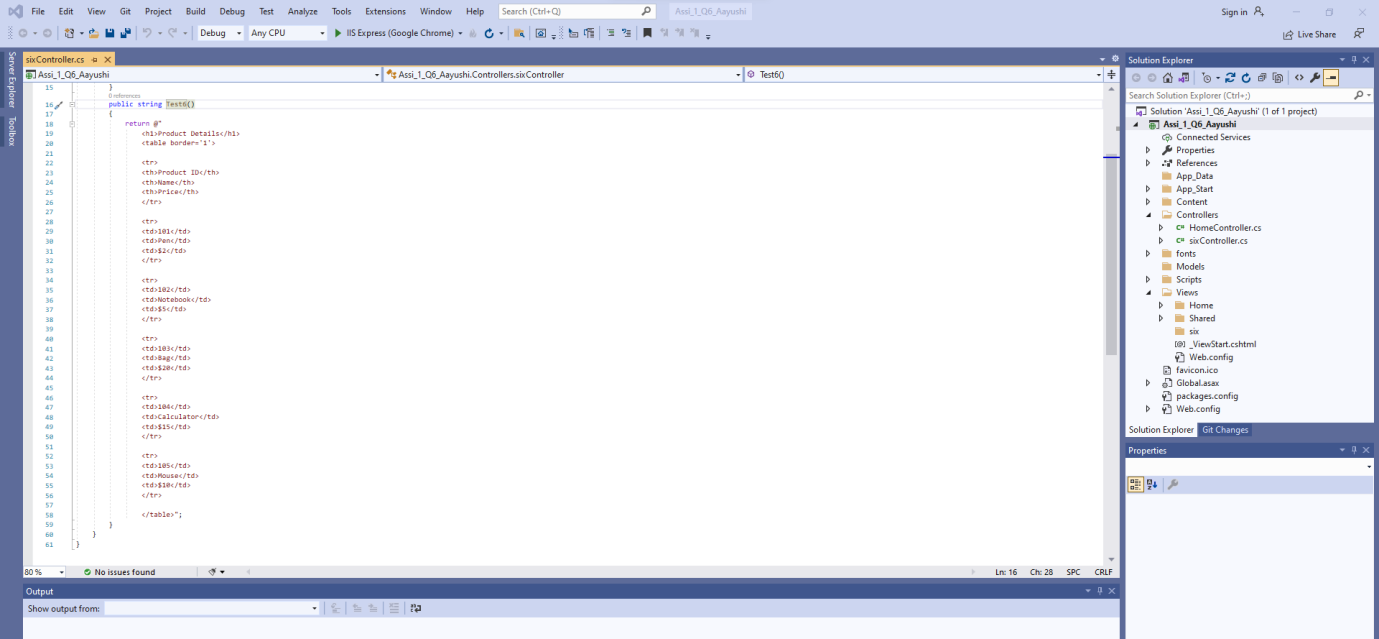 File Edit View Git Project Build Debug Test Analyze Tools Extensions Window Help Search (Ctrl+Q) Assi_1_Q6_Aayushi Sign in
Debug Any CPU IIS Express (Google Chrome) Live Share
Server Explorer
Toolbox
sixController.cs
Assi_1_Q6_Aayushi Assi_1_Q6_Aayushi.Controllers.sixController Test6()
15 }
0 references
16 public string Test6()
17 {
18 return @"
19 <h1>Product Details</h1>
20 <table border='1'>
21
22 <tr>
23 <th>Product ID</th>
24 <th>Name</th>
25 <th>Price</th>
26 </tr>
27
28 <tr>
29 <td>101</td>
30 <td>Pen</td>
31 <td>$2</td>
32 </tr>
33
34 <tr>
35 <td>102</td>
36 <td>Notebook</td>
37 <td>$5</td>
38 </tr>
39
40 <tr>
41 <td>103</td>
42 <td>Bag</td>
43 <td>$20</td>
44 </tr>
45
46 <tr>
47 <td>104</td>
48 <td>Calculator</td>
49 <td>$15</td>
50 </tr>
51
52 <tr>
53 <td>105</td>
54 <td>Mouse</td>
55 <td>$10</td>
56 </tr>
57
58 </table>";
59 }
60 }
61 }
80 % No issues found Ln: 16 Ch: 28 SPC CRLF
Output
Show output from:
Solution Explorer
Search Solution Explorer (Ctrl+;)
Solution 'Assi_1_Q6_Aayushi' (1 of 1 project)
Assi_1_Q6_Aayushi
Connected Services
Properties
References
App_Data
App_Start
Content
Controllers
C# HomeController.cs
C# sixController.cs
fonts
Models
Scripts
Views
Home
Shared
six
[@] _ViewStart.cshtml
Web.config
favicon.ico
Global.asax
packages.config
Web.config
Solution Explorer Git Changes
Properties